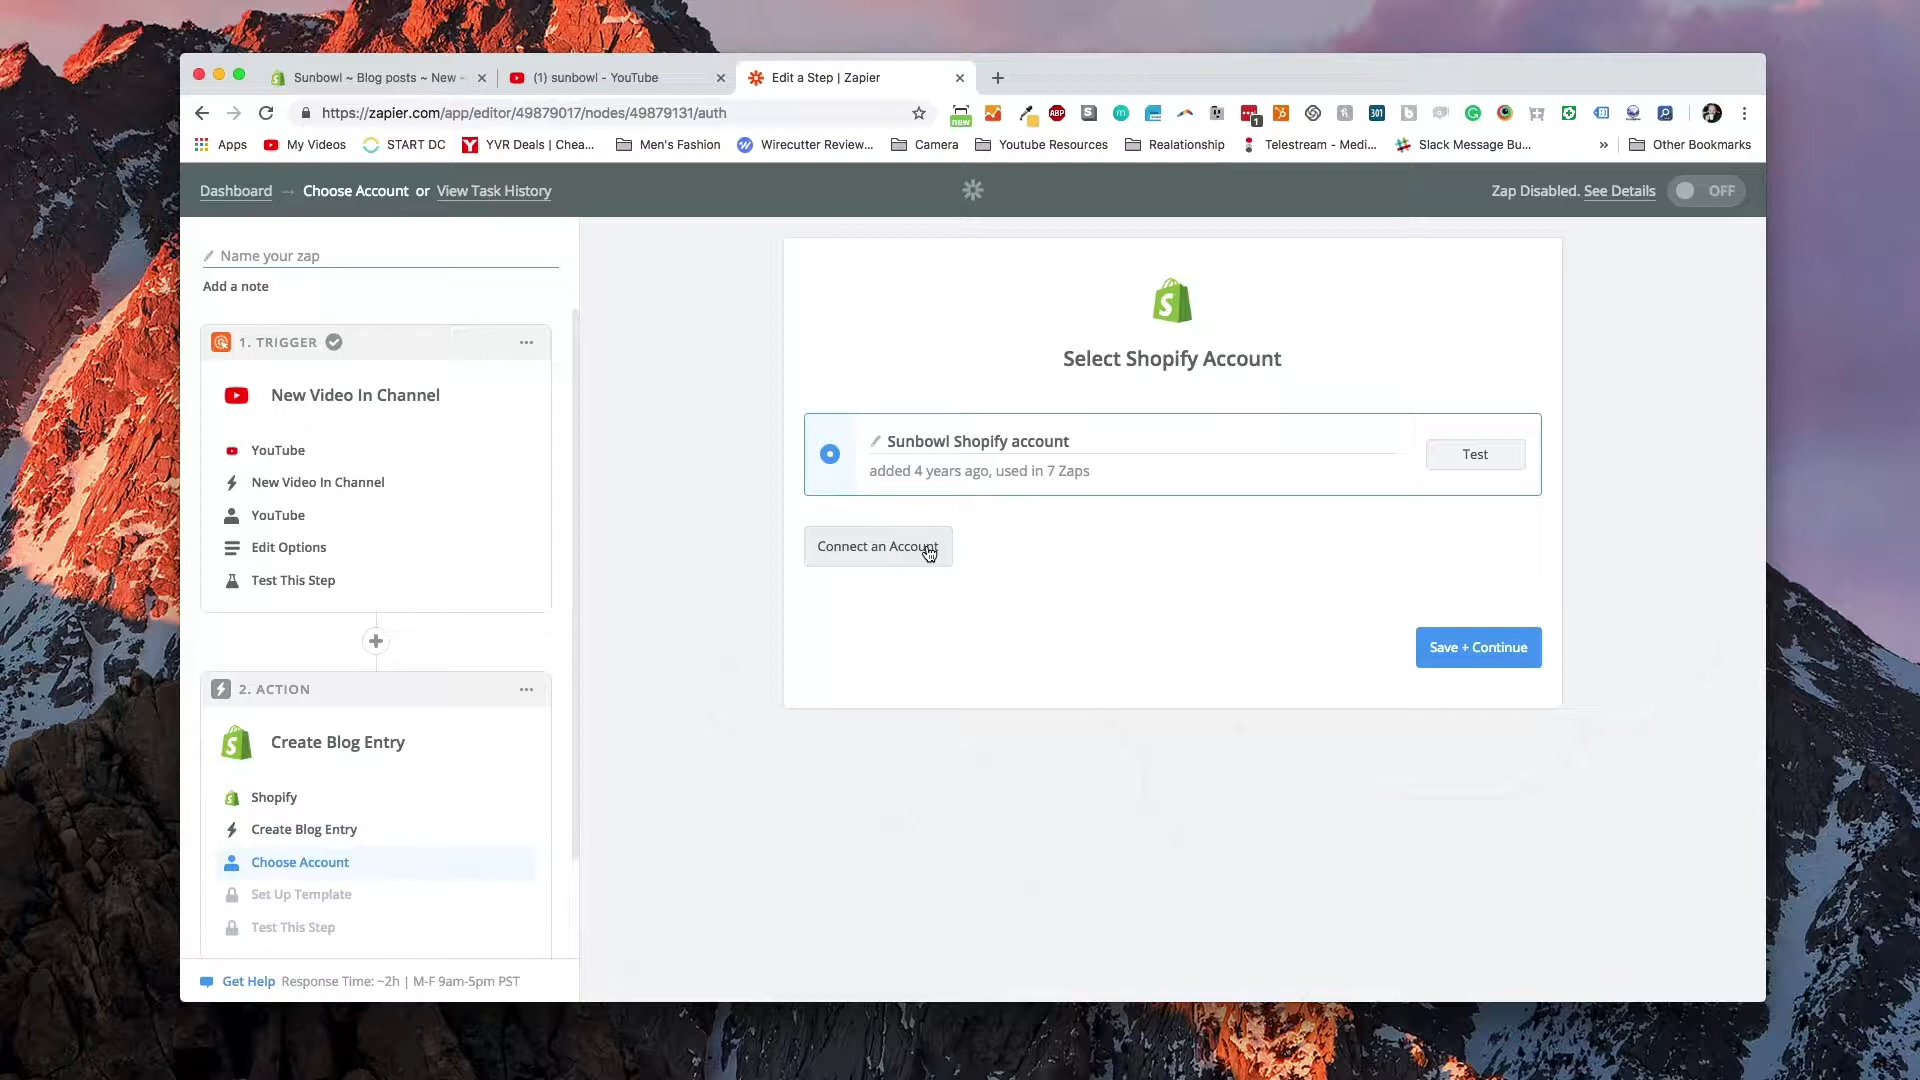 Sunbowl ~ Blog posts ~ New
(1) sunbowl - YouTube
Edit a Step | Zapier
https://zapier.com/app/editor/49879017/nodes/49879131/auth
new
ABP
1
301
Apps
My Videos
START DC
YVR Deals | Chea...
Men's Fashion
Wirecutter Review...
Camera
Youtube Resources
Realationship
Telestream - Medi...
Slack Message Bu...
»
Other Bookmarks
Dashboard → Choose Account or View Task History
Zap Disabled. See Details
OFF
Name your zap
Add a note
1. TRIGGER
New Video In Channel
YouTube
New Video In Channel
YouTube
Edit Options
Test This Step
2. ACTION
Create Blog Entry
Shopify
Create Blog Entry
Choose Account
Set Up Template
Test This Step
Get Help Response Time: ~2h | M-F 9am-5pm PST
Select Shopify Account
Sunbowl Shopify account
added 4 years ago, used in 7 Zaps
Test
Connect an Account
Save + Continue